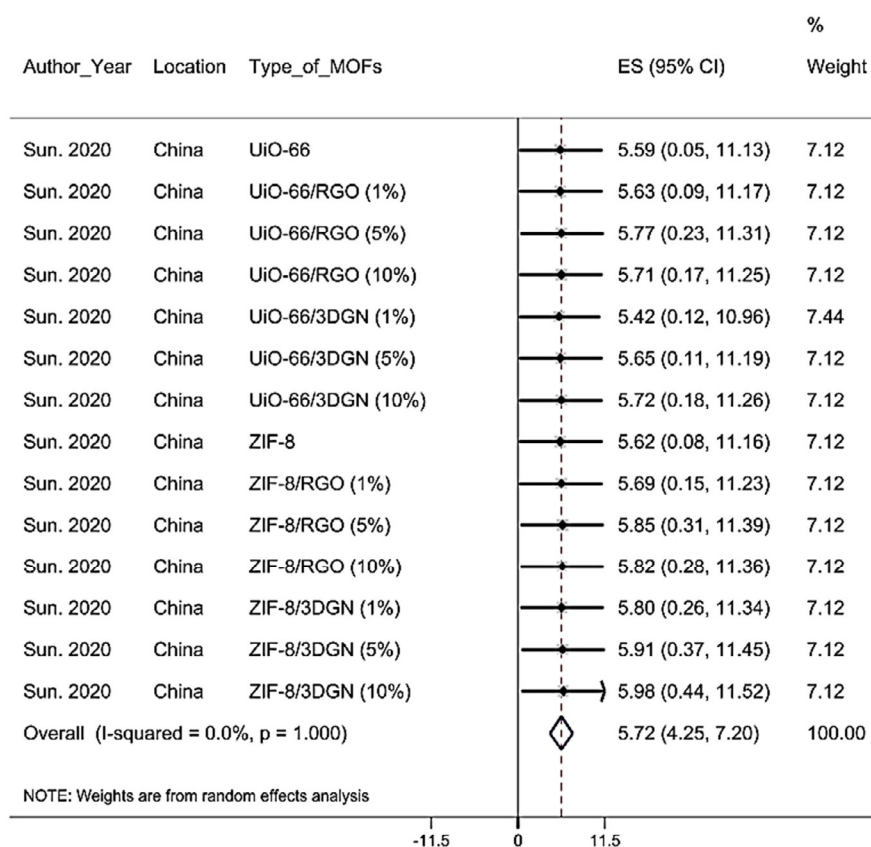 %
Author_Year Location Type_of_MOFs ES (95% CI) Weight
Sun. 2020 China UiO-66 5.59 (0.05, 11.13) 7.12
Sun. 2020 China UiO-66/RGO (1%) 5.63 (0.09, 11.17) 7.12
Sun. 2020 China UiO-66/RGO (5%) 5.77 (0.23, 11.31) 7.12
Sun. 2020 China UiO-66/RGO (10%) 5.71 (0.17, 11.25) 7.12
Sun. 2020 China UiO-66/3DGN (1%) 5.42 (0.12, 10.96) 7.44
Sun. 2020 China UiO-66/3DGN (5%) 5.65 (0.11, 11.19) 7.12
Sun. 2020 China UiO-66/3DGN (10%) 5.72 (0.18, 11.26) 7.12
Sun. 2020 China ZIF-8 5.62 (0.08, 11.16) 7.12
Sun. 2020 China ZIF-8/RGO (1%) 5.69 (0.15, 11.23) 7.12
Sun. 2020 China ZIF-8/RGO (5%) 5.85 (0.31, 11.39) 7.12
Sun. 2020 China ZIF-8/RGO (10%) 5.82 (0.28, 11.36) 7.12
Sun. 2020 China ZIF-8/3DGN (1%) 5.80 (0.26, 11.34) 7.12
Sun. 2020 China ZIF-8/3DGN (5%) 5.91 (0.37, 11.45) 7.12
Sun. 2020 China ZIF-8/3DGN (10%) 5.98 (0.44, 11.52) 7.12
Overall (I-squared = 0.0%, p = 1.000) 5.72 (4.25, 7.20) 100.00
NOTE: Weights are from random effects analysis
-11.5 0 11.5